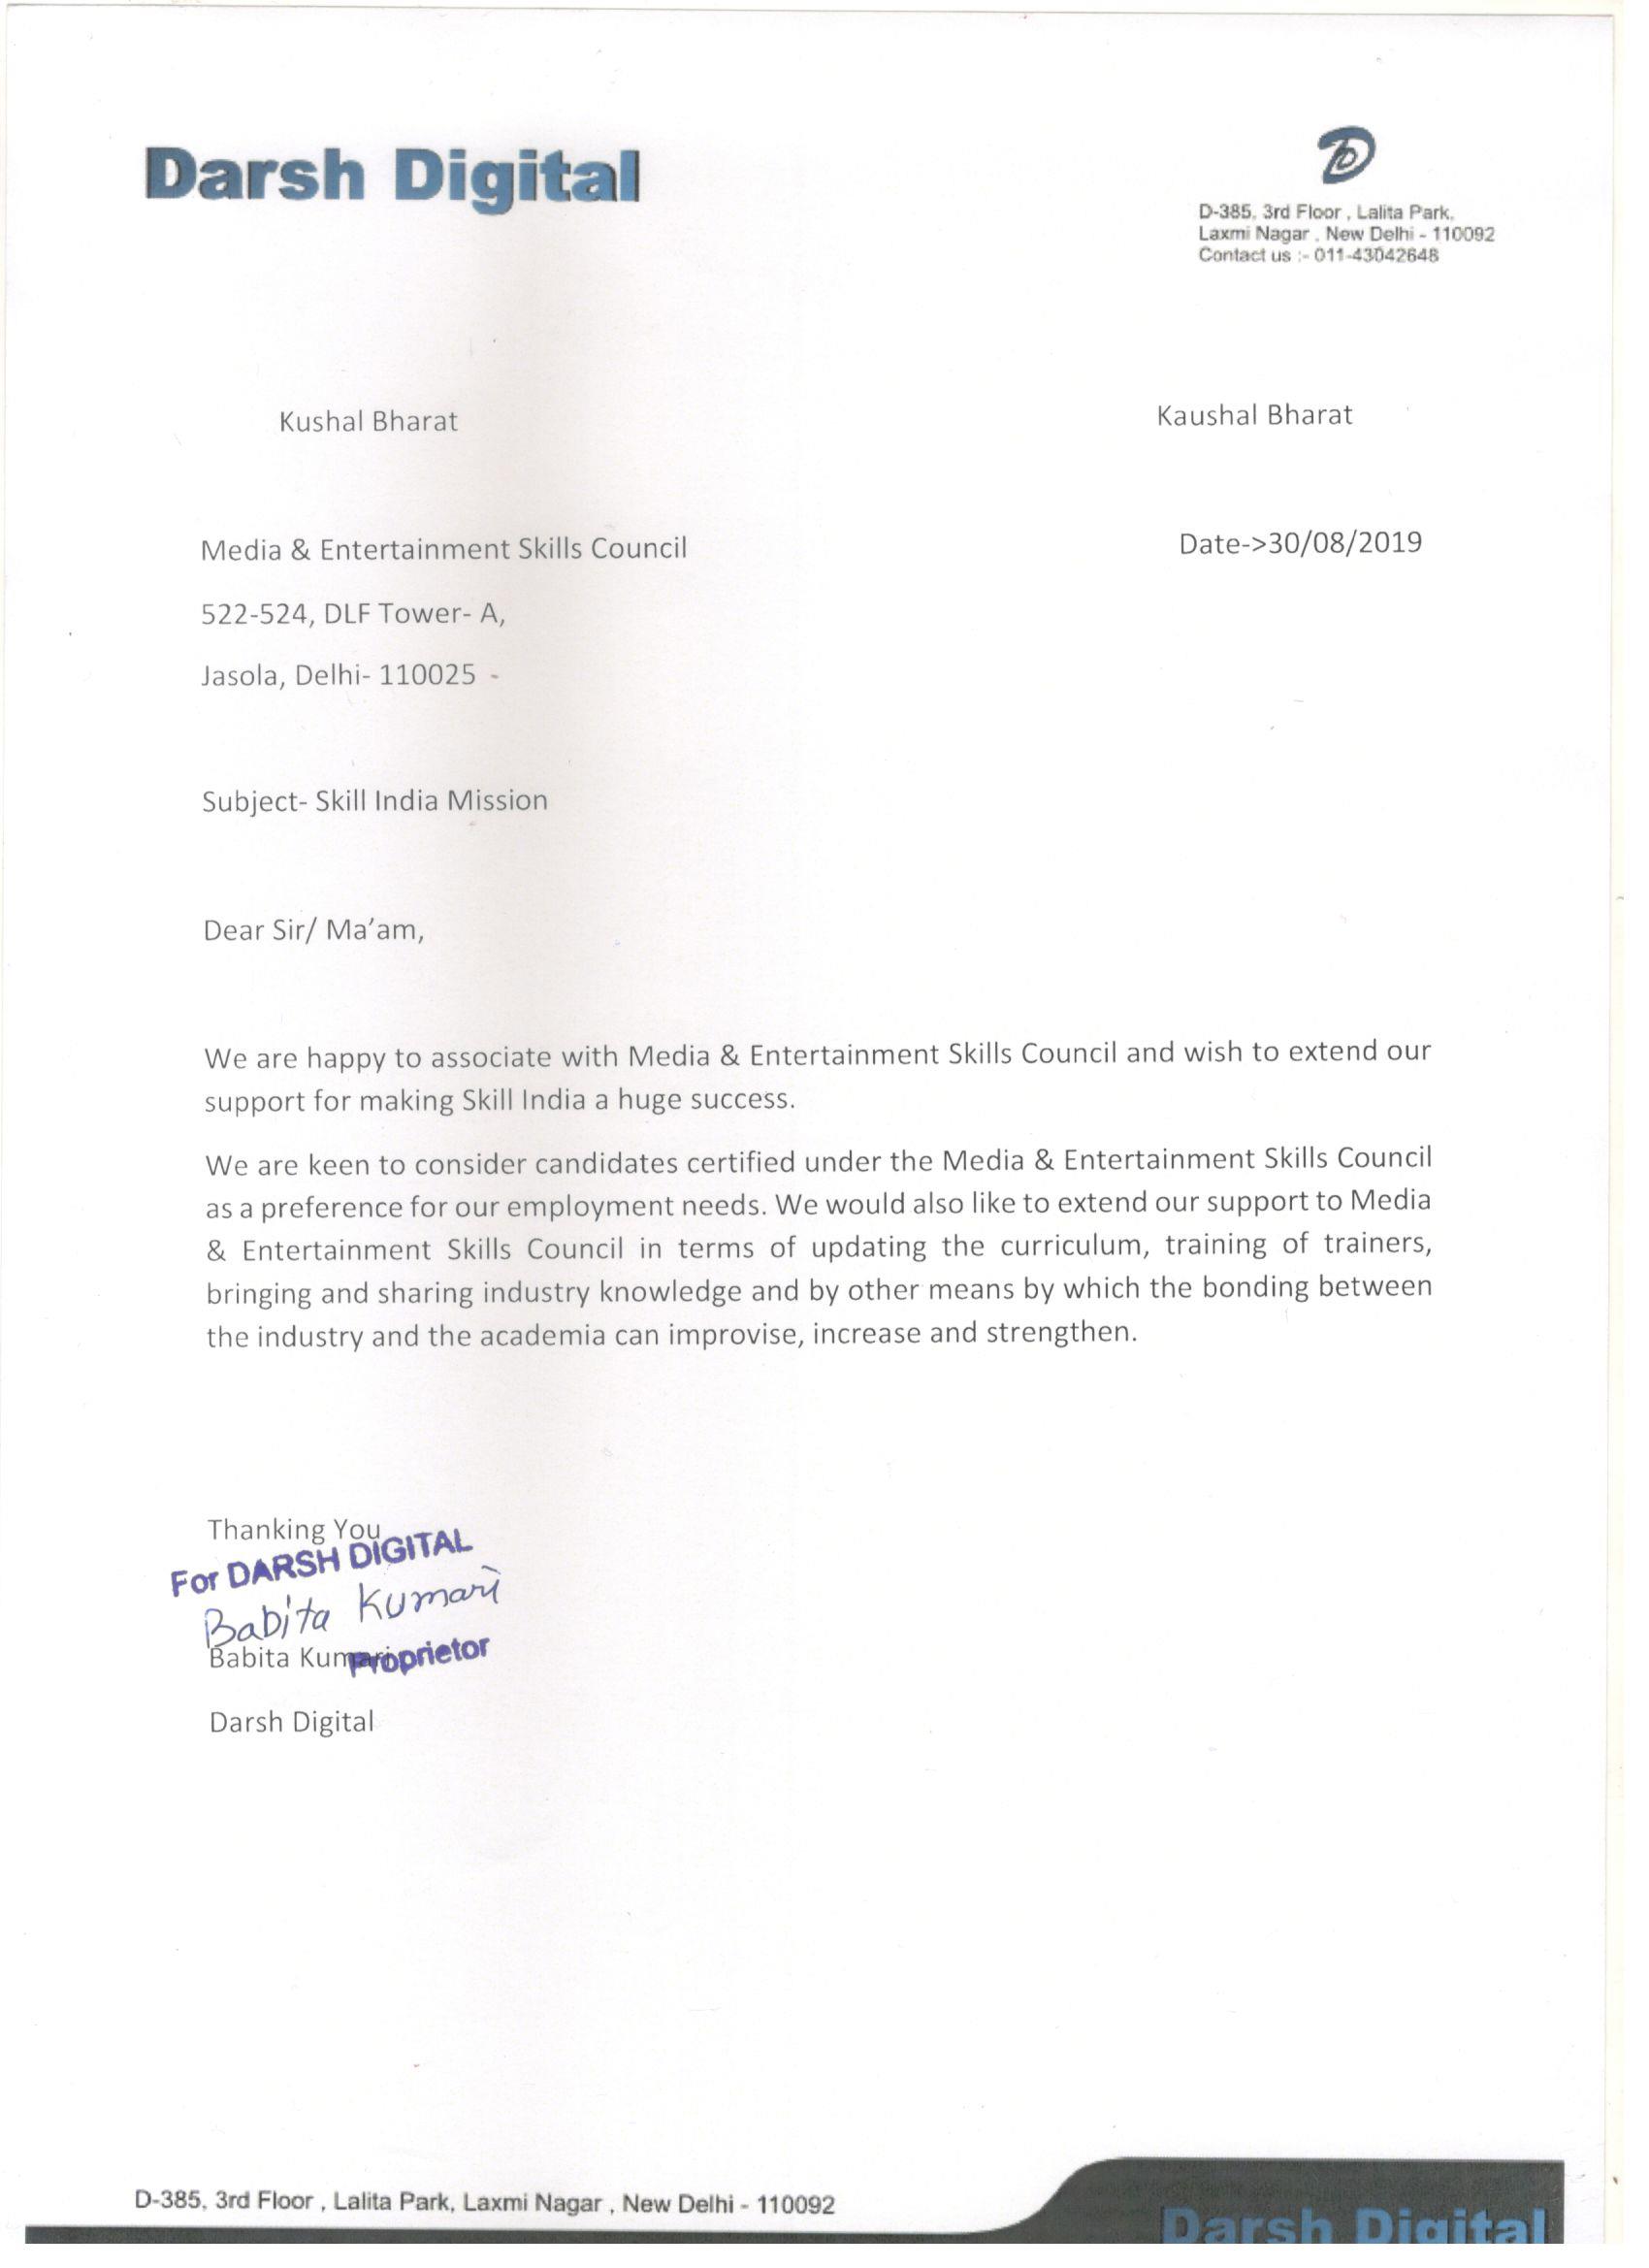 Darsh Digital
D-385, 3rd Floor , Lalita Park,
Laxmi Nagar , New Delhi - 110092
Contact us :- 011-43042648
Kushal Bharat
Kaushal Bharat
Media & Entertainment Skills Council
Date->30/08/2019
522-524, DLF Tower- A,
Jasola, Delhi- 110025
Subject- Skill India Mission
Dear Sir/ Ma’am,
We are happy to associate with Media & Entertainment Skills Council and wish to extend our
support for making Skill India a huge success.
We are keen to consider candidates certified under the Media & Entertainment Skills Council
as a preference for our employment needs. We would also like to extend our support to Media
& Entertainment Skills Council in terms of updating the curriculum, training of trainers,
bringing and sharing industry knowledge and by other means by which the bonding between
the industry and the academia can improvise, increase and strengthen.
Thanking You
For DARSH DIGITAL
Babita Kumari
Babita Kumari
Proprietor
Darsh Digital
D-385, 3rd Floor , Lalita Park, Laxmi Nagar , New Delhi - 110092
Darsh Digital